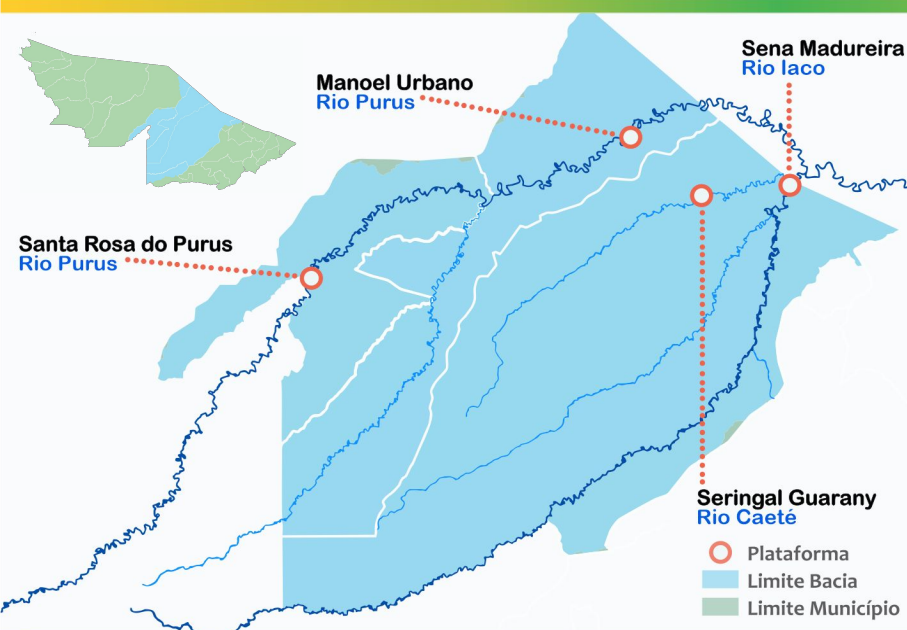 Sena Madureira
Rio Iaco
Manoel Urbano
Rio Purus
Santa Rosa do Purus
Rio Purus
Seringal Guarany
Rio Caeté
Plataforma
Limite Bacia
Limite Município